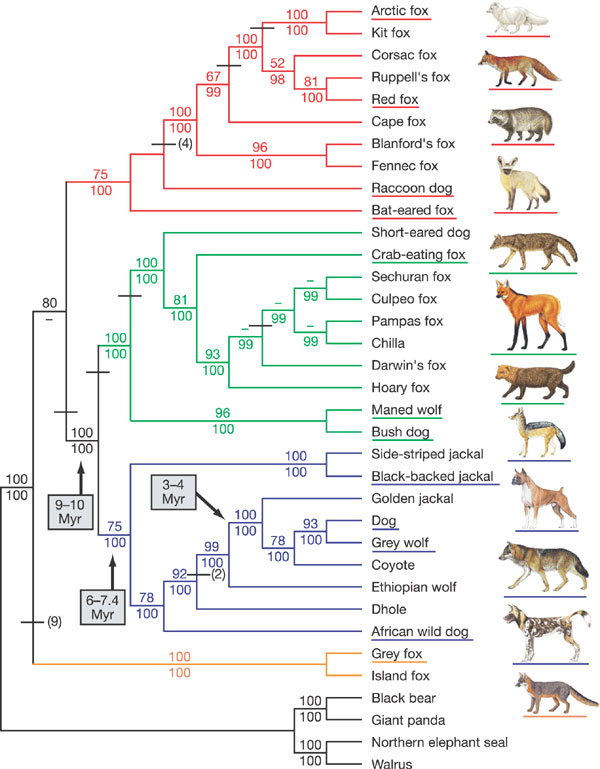 100
100
Arctic fox
Kit fox
100
100
Corsac fox
52
98
Ruppell's fox
81
100
Red fox
67
99
Cape fox
100
100
(4)
Blanford's fox
96
100
Fennec fox
Raccoon dog
75
100
Bat-eared fox
Short-eared dog
100
100
Crab-eating fox
Sechuran fox
–
99
Culpeo fox
81
100
–
99
Pampas fox
–
99
Chilla
80
–
100
100
93
100
Darwin's fox
Hoary fox
96
100
Maned wolf
Bush dog
100
100
Side-striped jackal
100
100
Black-backed jackal
3–4
Myr
Golden jackal
100
100
9–10
Myr
100
100
93
100
Dog
Grey wolf
75
100
78
100
Coyote
99
100
92
100
(2)
Ethiopian wolf
6–7.4
Myr
78
100
Dhole
(9)
African wild dog
100
100
Grey fox
Island fox
100
100
Black bear
Giant panda
100
100
Northern elephant seal
Walrus